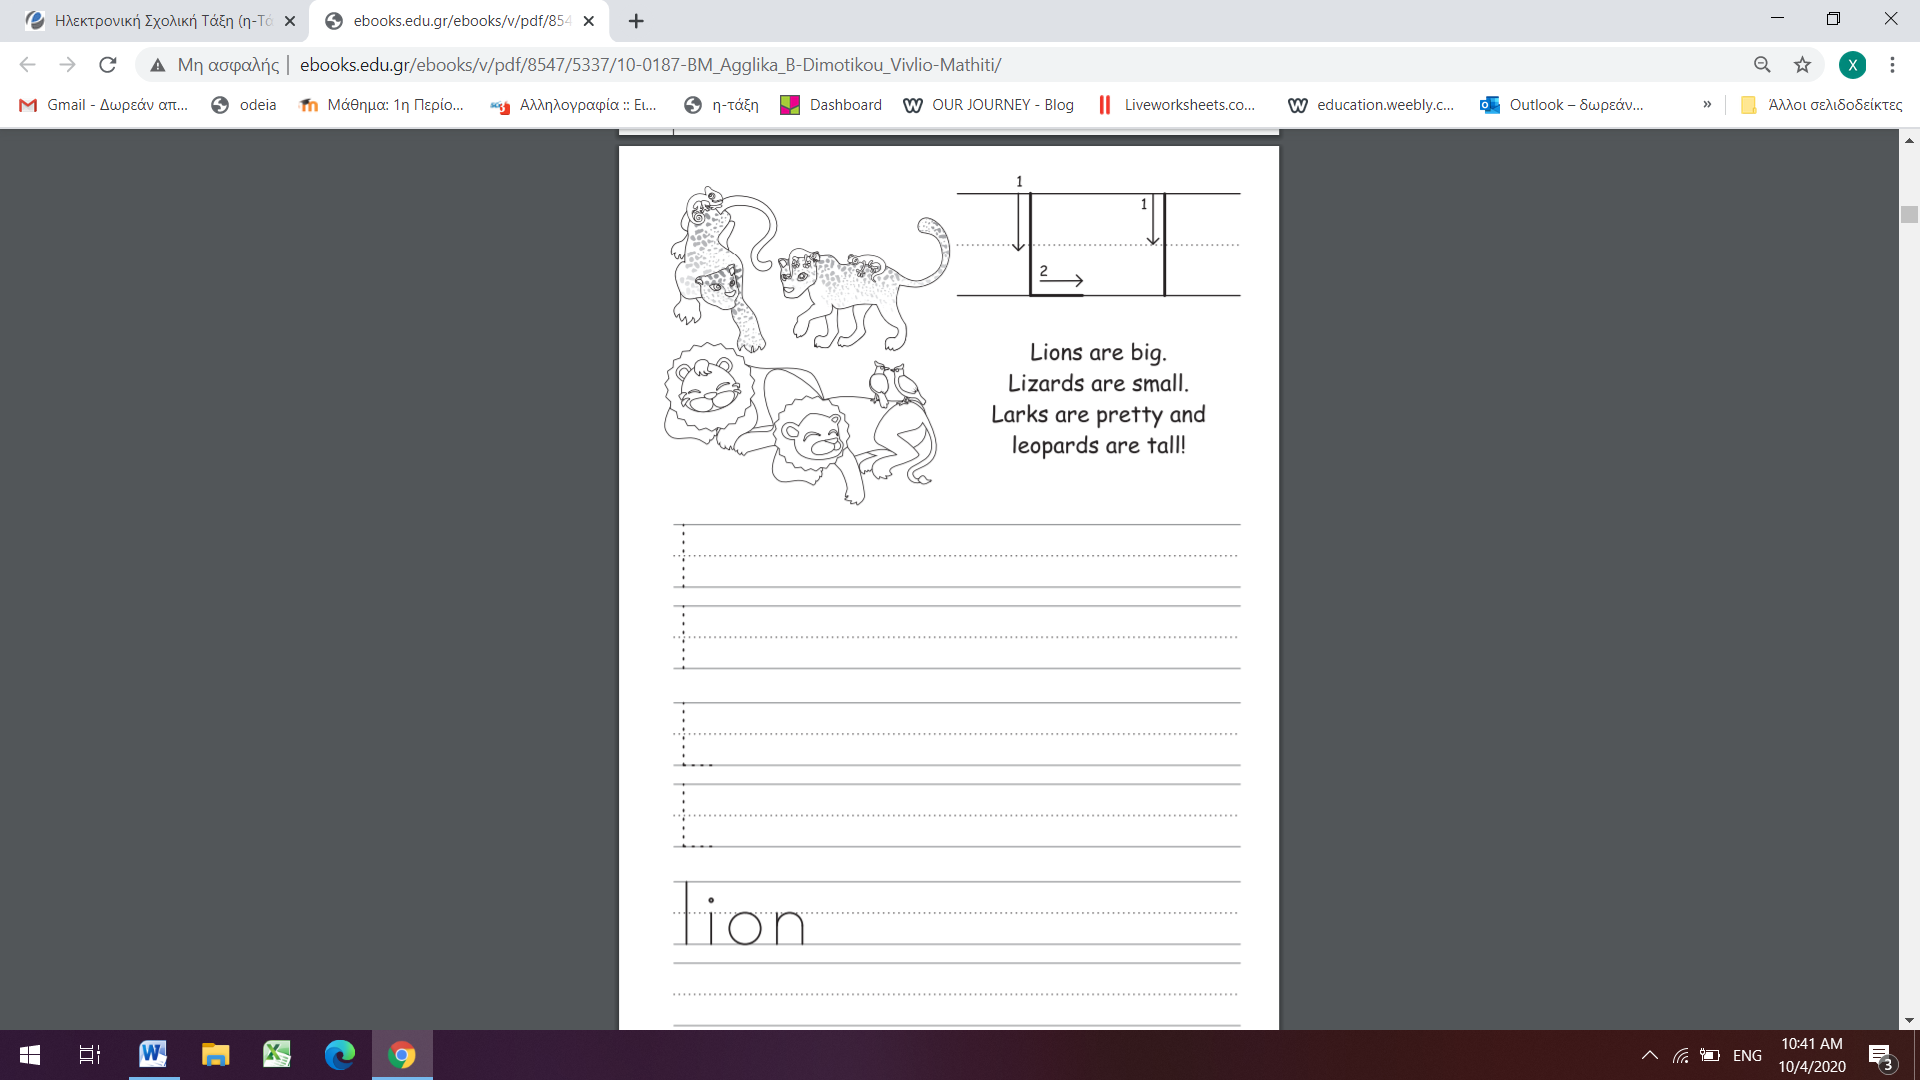 Ηλεκτρονική Σχολική Τάξη (η-Τά
ebooks.edu.gr/ebooks/v/pdf/854
Μη ασφαλής | ebooks.edu.gr/ebooks/v/pdf/8547/5337/10-0187-BM_Agglika_B-Dimotikou_Vivlio-Mathiti/
X
Gmail - Δωρεάν απ... odeia Μάθημα: 1η Περίο... Αλληλογραφία :: Ει... η-τάξη Dashboard OUR JOURNEY - Blog Liveworksheets.co... education.weebly.c... Outlook – δωρεάν... » Άλλοι σελιδοδείκτες
1
1
2
L l
Lions are big.
Lizards are small.
Larks are pretty and
leopards are tall!
l
l
L
L
lion
ENG
10:41 AM
10/4/2020
3